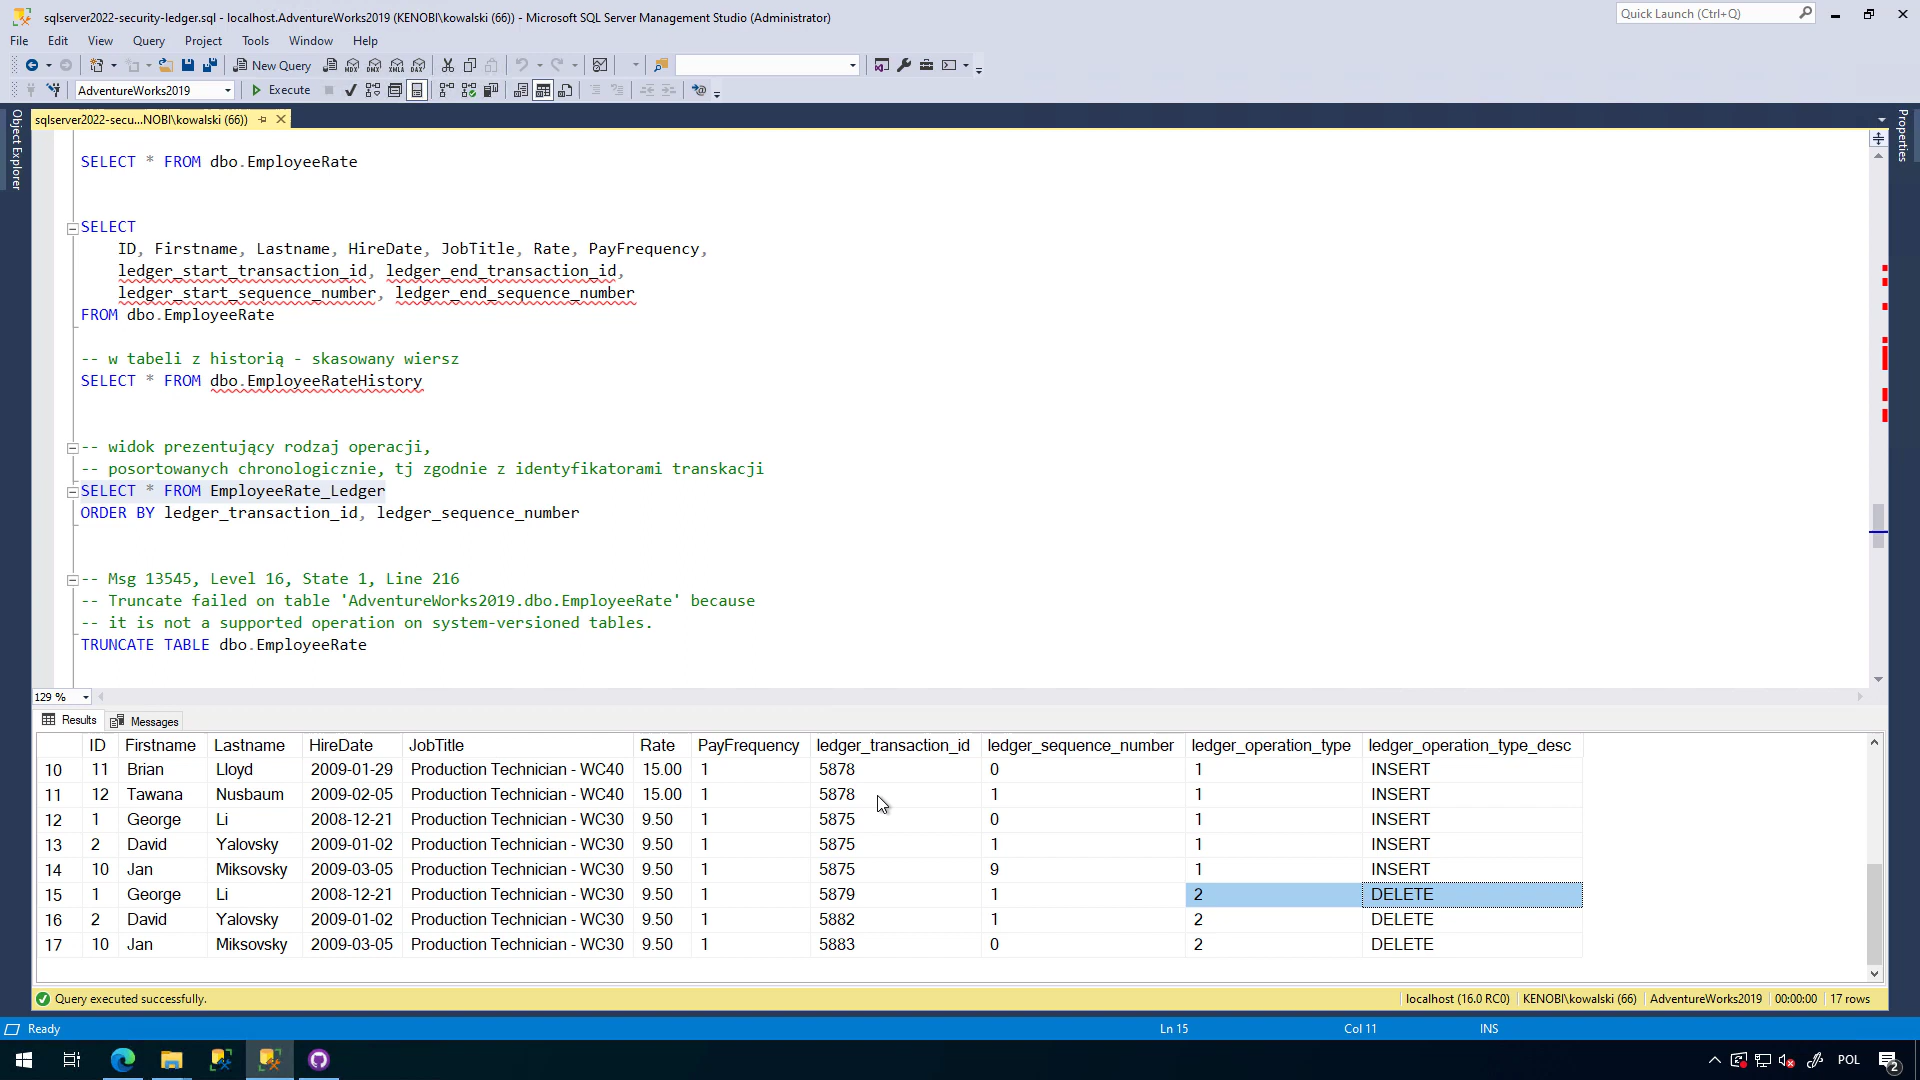 sqlserver2022-security-ledger.sql - localhost.AdventureWorks2019 (KENOBI\kowalski (66)) - Microsoft SQL Server Management Studio (Administrator)
Quick Launch (Ctrl+Q)
File Edit View Query Project Tools Window Help
New Query
AdventureWorks2019 Execute
sqlserver2022-secu...NOBI\kowalski (66))
Object Explorer
Properties
SELECT * FROM dbo.EmployeeRate
SELECT
ID, Firstname, Lastname, HireDate, JobTitle, Rate, PayFrequency,
ledger_start_transaction_id, ledger_end_transaction_id,
ledger_start_sequence_number, ledger_end_sequence_number
FROM dbo.EmployeeRate
-- w tabeli z historią - skasowany wiersz
SELECT * FROM dbo.EmployeeRateHistory
-- widok prezentujący rodzaj operacji,
-- posortowanych chronologicznie, tj zgodnie z identyfikatorami transkacji
SELECT * FROM EmployeeRate_Ledger
ORDER BY ledger_transaction_id, ledger_sequence_number
-- Msg 13545, Level 16, State 1, Line 216
-- Truncate failed on table 'AdventureWorks2019.dbo.EmployeeRate' because
-- it is not a supported operation on system-versioned tables.
TRUNCATE TABLE dbo.EmployeeRate
129 %
Results Messages
ID Firstname Lastname HireDate JobTitle Rate PayFrequency ledger_transaction_id ledger_sequence_number ledger_operation_type ledger_operation_type_desc
10 11 Brian Lloyd 2009-01-29 Production Technician - WC40 15.00 1 5878 0 1 INSERT
11 12 Tawana Nusbaum 2009-02-05 Production Technician - WC40 15.00 1 5878 1 1 INSERT
12 1 George Li 2008-12-21 Production Technician - WC30 9.50 1 5875 0 1 INSERT
13 2 David Yalovsky 2009-01-02 Production Technician - WC30 9.50 1 5875 1 1 INSERT
14 10 Jan Miksovsky 2009-03-05 Production Technician - WC30 9.50 1 5875 9 1 INSERT
15 1 George Li 2008-12-21 Production Technician - WC30 9.50 1 5879 1 2 DELETE
16 2 David Yalovsky 2009-01-02 Production Technician - WC30 9.50 1 5882 1 2 DELETE
17 10 Jan Miksovsky 2009-03-05 Production Technician - WC30 9.50 1 5883 0 2 DELETE
Query executed successfully. localhost (16.0 RC0) KENOBI\kowalski (66) AdventureWorks2019 00:00:00 17 rows
Ready Ln 15 Col 11 INS
POL 2